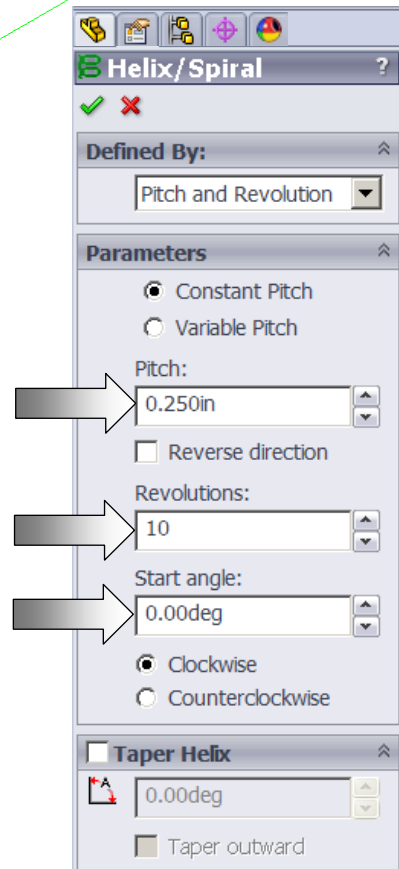 Helix/Spiral ?
Defined By:
Pitch and Revolution
Parameters
Constant Pitch
Variable Pitch
Pitch:
0.250in
Reverse direction
Revolutions:
10
Start angle:
0.00deg
Clockwise
Counterclockwise
Taper Helix
A
0.00deg
Taper outward